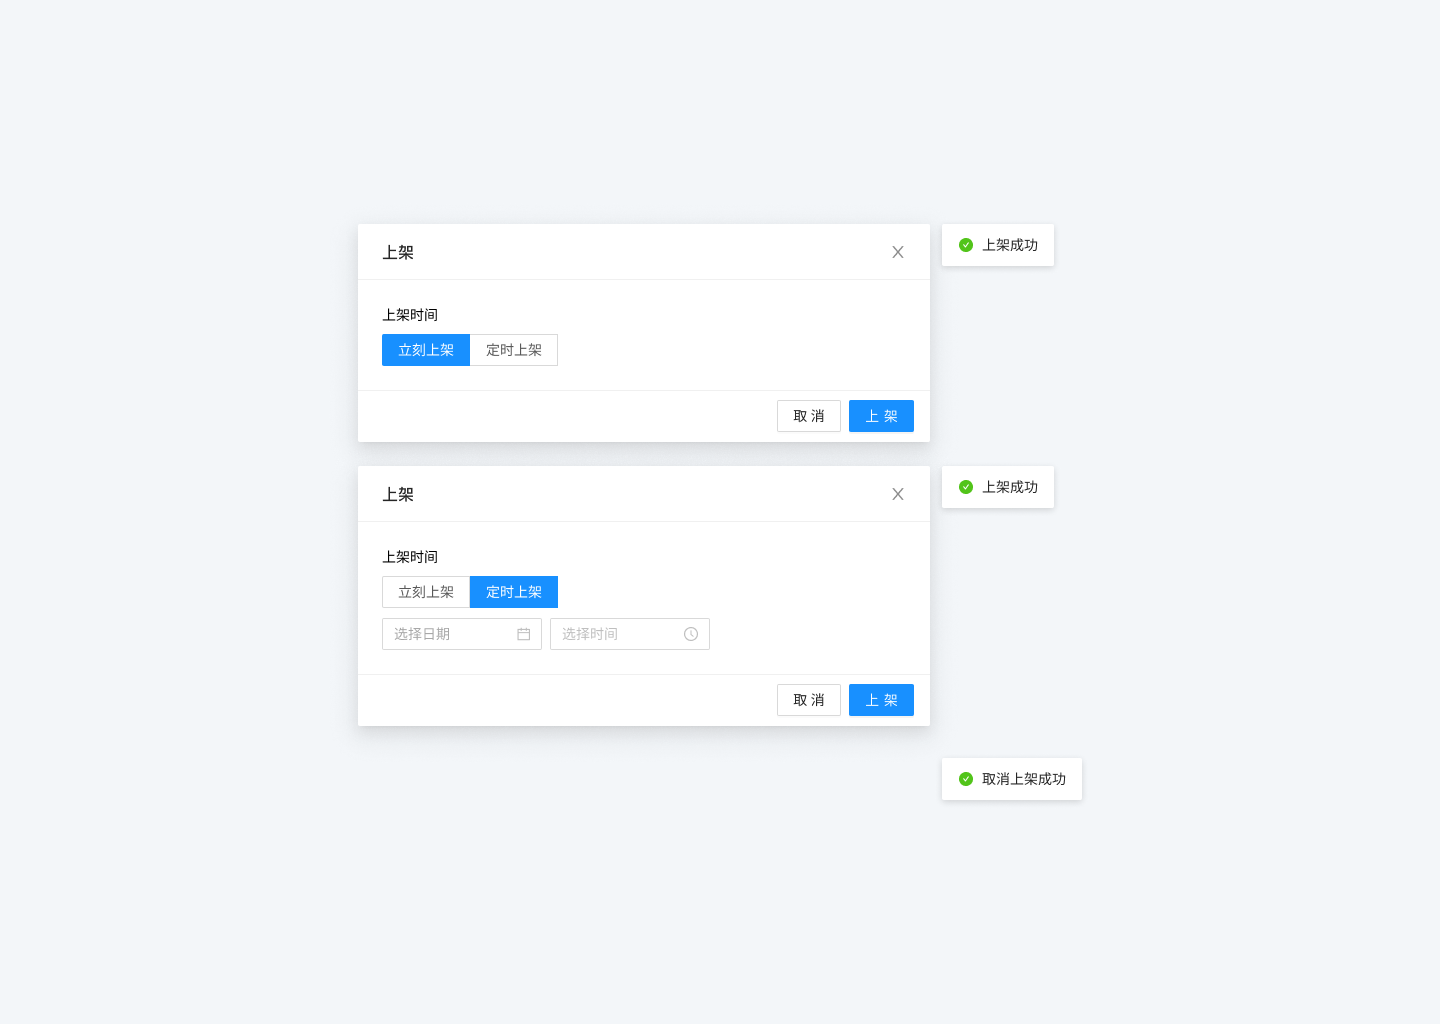 上架
上架成功
上架时间
立刻上架 定时上架
取 消 上 架
上架
上架成功
上架时间
立刻上架 定时上架
选择日期 选择时间
取 消 上 架
取消上架成功